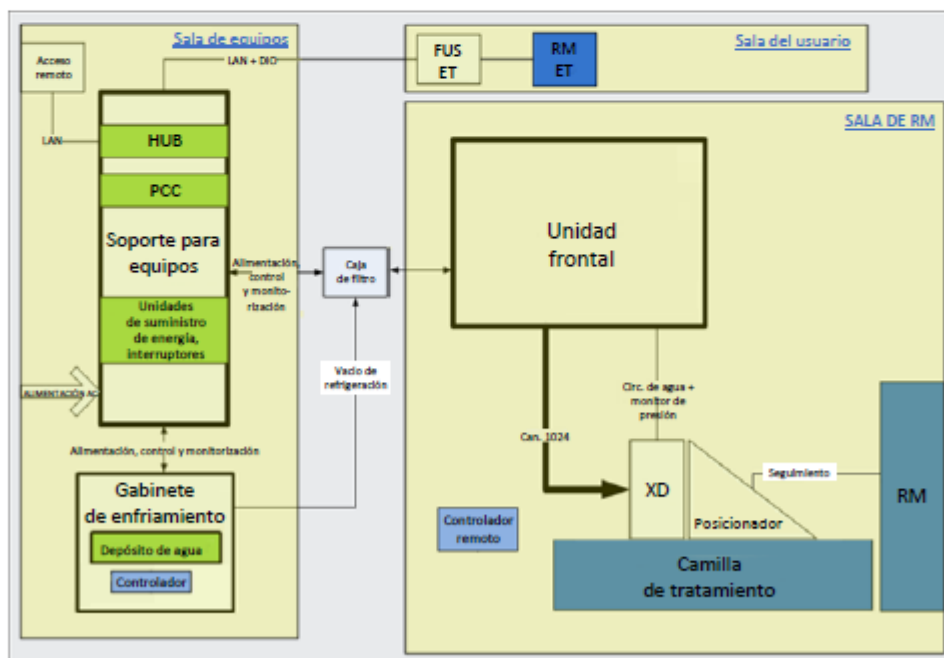 Sala de equipos
Acceso
remoto
LAN + DIO
LAN
HUB
PCC
Soporte para
equipos
Unidades
de suministro
de energía,
interruptores
ALIMENTACIÓN AC
Alimentación, control y monitorización
Gabinete
de enfriamiento
Depósito de agua
Controlador
Alimentación,
control
y monito-
rización
Caja
de filtro
Vacío de
refrigeración
Sala del usuario
FUS
ET
RM
ET
SALA DE RM
Unidad
frontal
Circ. de agua +
monitor de
presión
Can. 1024
XD
Posicionador
Seguimiento
RM
Controlador
remoto
Camilla
de tratamiento